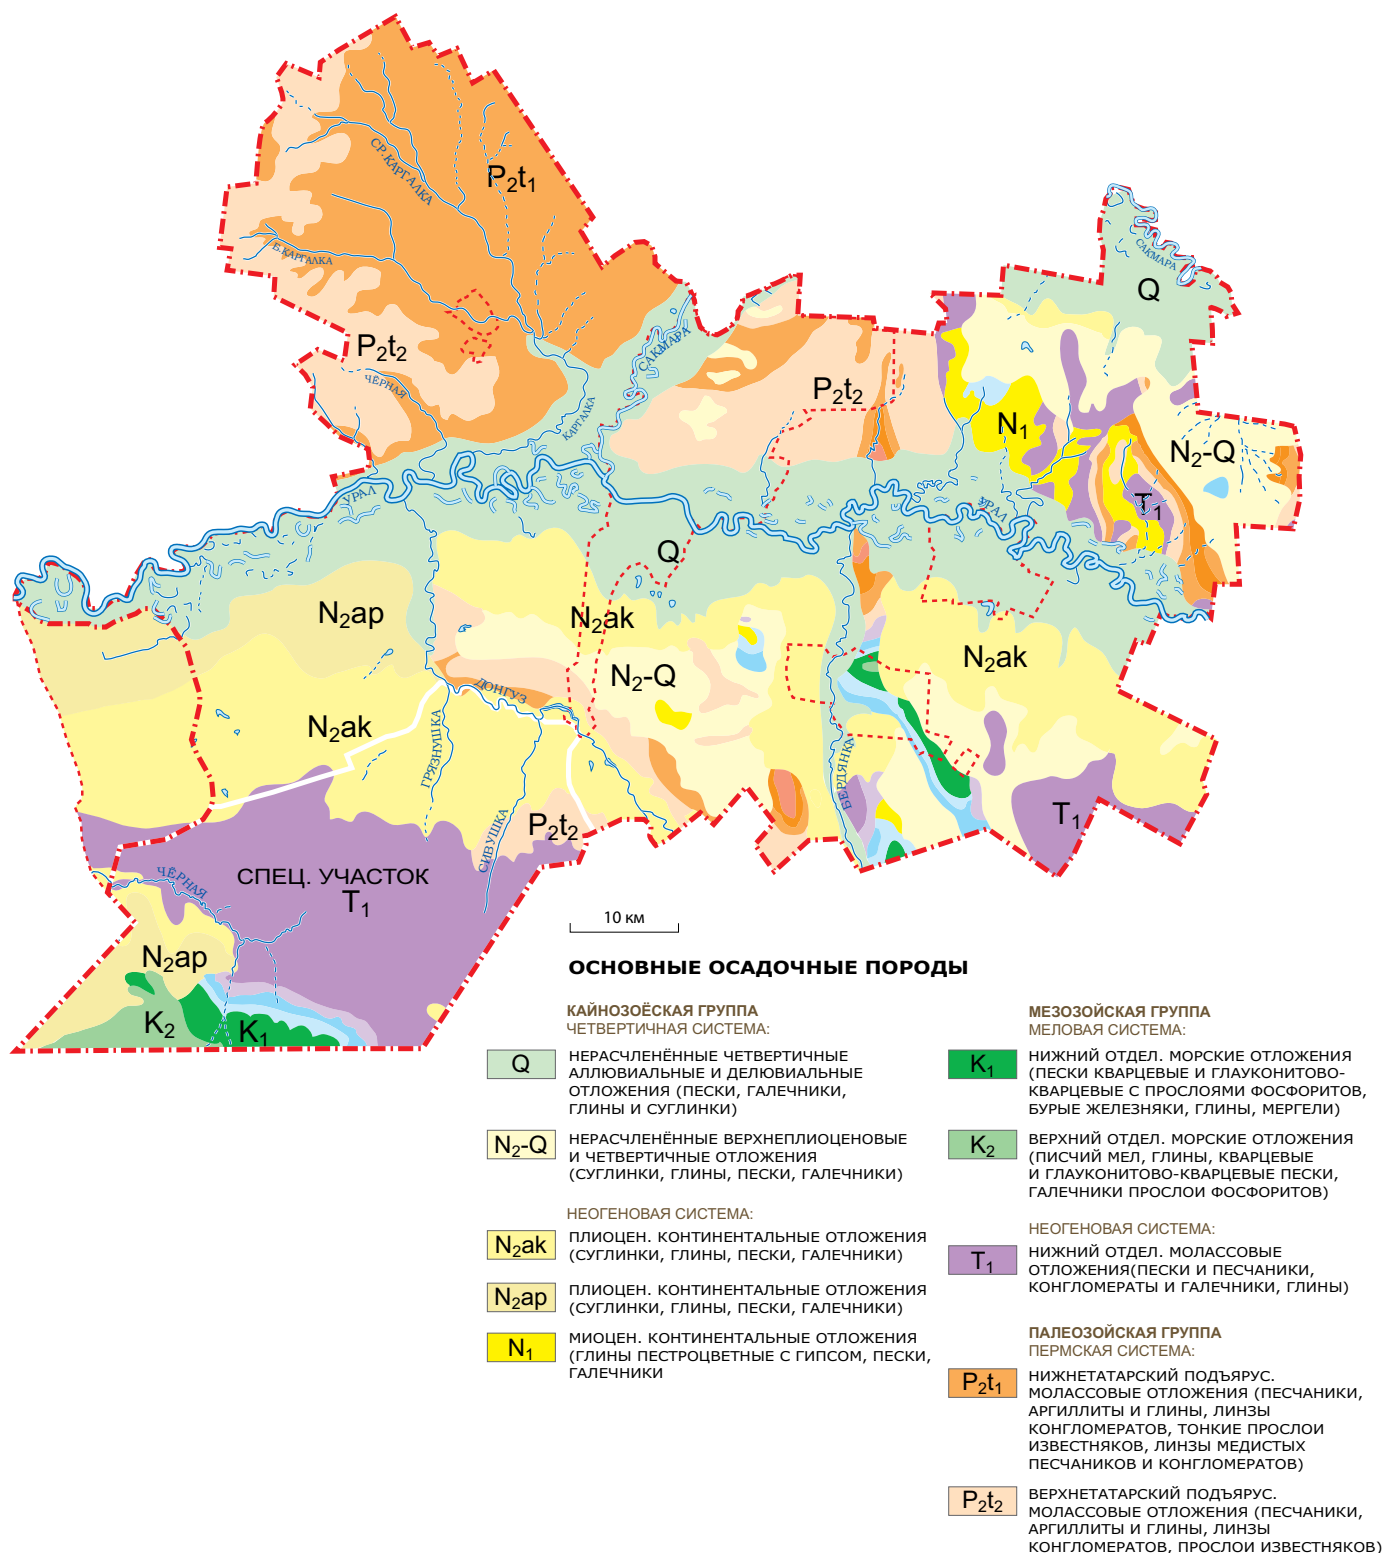 СР. КАРГАЛКА
P₂t₁
Б.КАРГАЛКА
САКМАРА
Q
P₂t₂
ЧЁРНАЯ
САКМАРА
КАРГАЛКА
P₂t₂
N₁
N₂-Q
T₁
УРАЛ
УРАЛ
Q
N₂ap
N₂ak
N₂ak
N₂-Q
ДОНГУЗ
N₂ak
ГРЯЗНУШКА
БЕРДЯНКА
СИВУШКА
P₂t₂
T₁
ЧЁРНАЯ
СПЕЦ. УЧАСТОК
T₁
N₂ap
K₂
K₁
10 км
ОСНОВНЫЕ ОСАДОЧНЫЕ ПОРОДЫ
КАЙНОЗОЁСКАЯ ГРУППА
ЧЕТВЕРТИЧНАЯ СИСТЕМА:
Q
НЕРАСЧЛЕНЁННЫЕ ЧЕТВЕРТИЧНЫЕ
АЛЛЮВИАЛЬНЫЕ И ДЕЛЮВИАЛЬНЫЕ
ОТЛОЖЕНИЯ (ПЕСКИ, ГАЛЕЧНИКИ,
ГЛИНЫ И СУГЛИНКИ)
N₂-Q
НЕРАСЧЛЕНЁННЫЕ ВЕРХНЕПЛИОЦЕНОВЫЕ
И ЧЕТВЕРТИЧНЫЕ ОТЛОЖЕНИЯ
(СУГЛИНКИ, ГЛИНЫ, ПЕСКИ, ГАЛЕЧНИКИ)
НЕОГЕНОВАЯ СИСТЕМА:
N₂ak
ПЛИОЦЕН. КОНТИНЕНТАЛЬНЫЕ ОТЛОЖЕНИЯ
(СУГЛИНКИ, ГЛИНЫ, ПЕСКИ, ГАЛЕЧНИКИ)
N₂ap
ПЛИОЦЕН. КОНТИНЕНТАЛЬНЫЕ ОТЛОЖЕНИЯ
(СУГЛИНКИ, ГЛИНЫ, ПЕСКИ, ГАЛЕЧНИКИ)
N₁
МИОЦЕН. КОНТИНЕНТАЛЬНЫЕ ОТЛОЖЕНИЯ
(ГЛИНЫ ПЕСТРОЦВЕТНЫЕ С ГИПСОМ, ПЕСКИ,
ГАЛЕЧНИКИ
МЕЗОЗОЙСКАЯ ГРУППА
МЕЛОВАЯ СИСТЕМА:
K₁
НИЖНИЙ ОТДЕЛ. МОРСКИЕ ОТЛОЖЕНИЯ
(ПЕСКИ КВАРЦЕВЫЕ И ГЛАУКОНИТОВО-
КВАРЦЕВЫЕ С ПРОСЛОЯМИ ФОСФОРИТОВ,
БУРЫЕ ЖЕЛЕЗНЯКИ, ГЛИНЫ, МЕРГЕЛИ)
K₂
ВЕРХНИЙ ОТДЕЛ. МОРСКИЕ ОТЛОЖЕНИЯ
(ПИСЧИЙ МЕЛ, ГЛИНЫ, КВАРЦЕВЫЕ
И ГЛАУКОНИТОВО-КВАРЦЕВЫЕ ПЕСКИ,
ГАЛЕЧНИКИ ПРОСЛОИ ФОСФОРИТОВ)
НЕОГЕНОВАЯ СИСТЕМА:
T₁
НИЖНИЙ ОТДЕЛ. МОЛАССОВЫЕ
ОТЛОЖЕНИЯ(ПЕСКИ И ПЕСЧАНИКИ,
КОНГЛОМЕРАТЫ И ГАЛЕЧНИКИ, ГЛИНЫ)
ПАЛЕОЗОЙСКАЯ ГРУППА
ПЕРМСКАЯ СИСТЕМА:
P₂t₁
НИЖНЕТАТАРСКИЙ ПОДЪЯРУС.
МОЛАССОВЫЕ ОТЛОЖЕНИЯ (ПЕСЧАНИКИ,
АРГИЛЛИТЫ И ГЛИНЫ, ЛИНЗЫ
КОНГЛОМЕРАТОВ, ТОНКИЕ ПРОСЛОИ
ИЗВЕСТНЯКОВ, ЛИНЗЫ МЕДИСТЫХ
ПЕСЧАНИКОВ И КОНГЛОМЕРАТОВ)
P₂t₂
ВЕРХНЕТАТАРСКИЙ ПОДЪЯРУС.
МОЛАССОВЫЕ ОТЛОЖЕНИЯ (ПЕСЧАНИКИ,
АРГИЛЛИТЫ И ГЛИНЫ, ЛИНЗЫ
КОНГЛОМЕРАТОВ, ПРОСЛОИ ИЗВЕСТНЯКОВ)